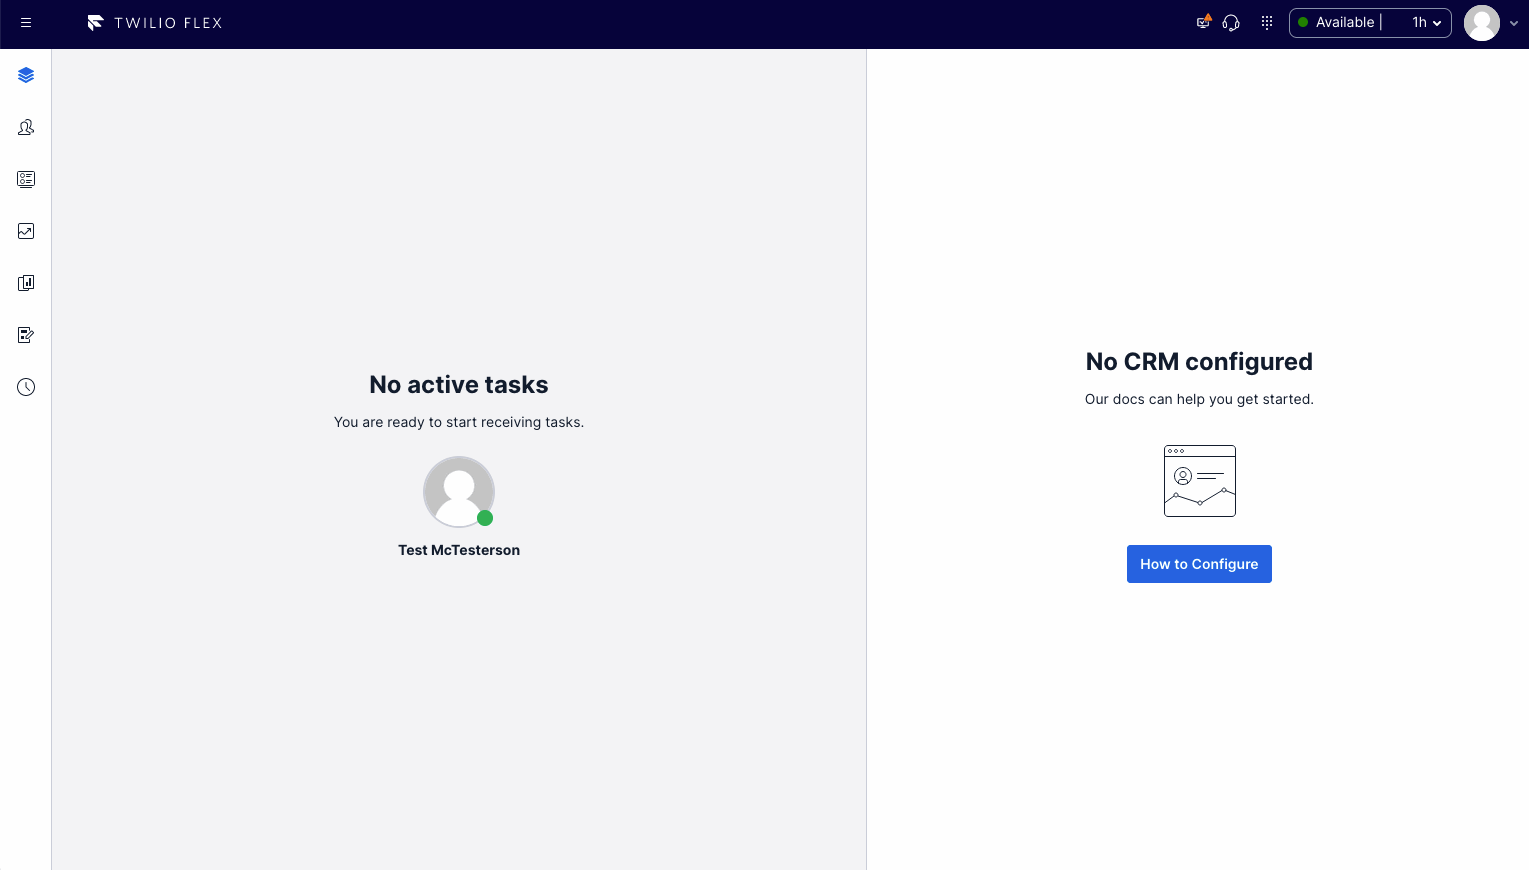 TWILIO FLEX
Available | 1h
No active tasks
You are ready to start receiving tasks.
Test McTesterson
No CRM configured
Our docs can help you get started.
How to Configure